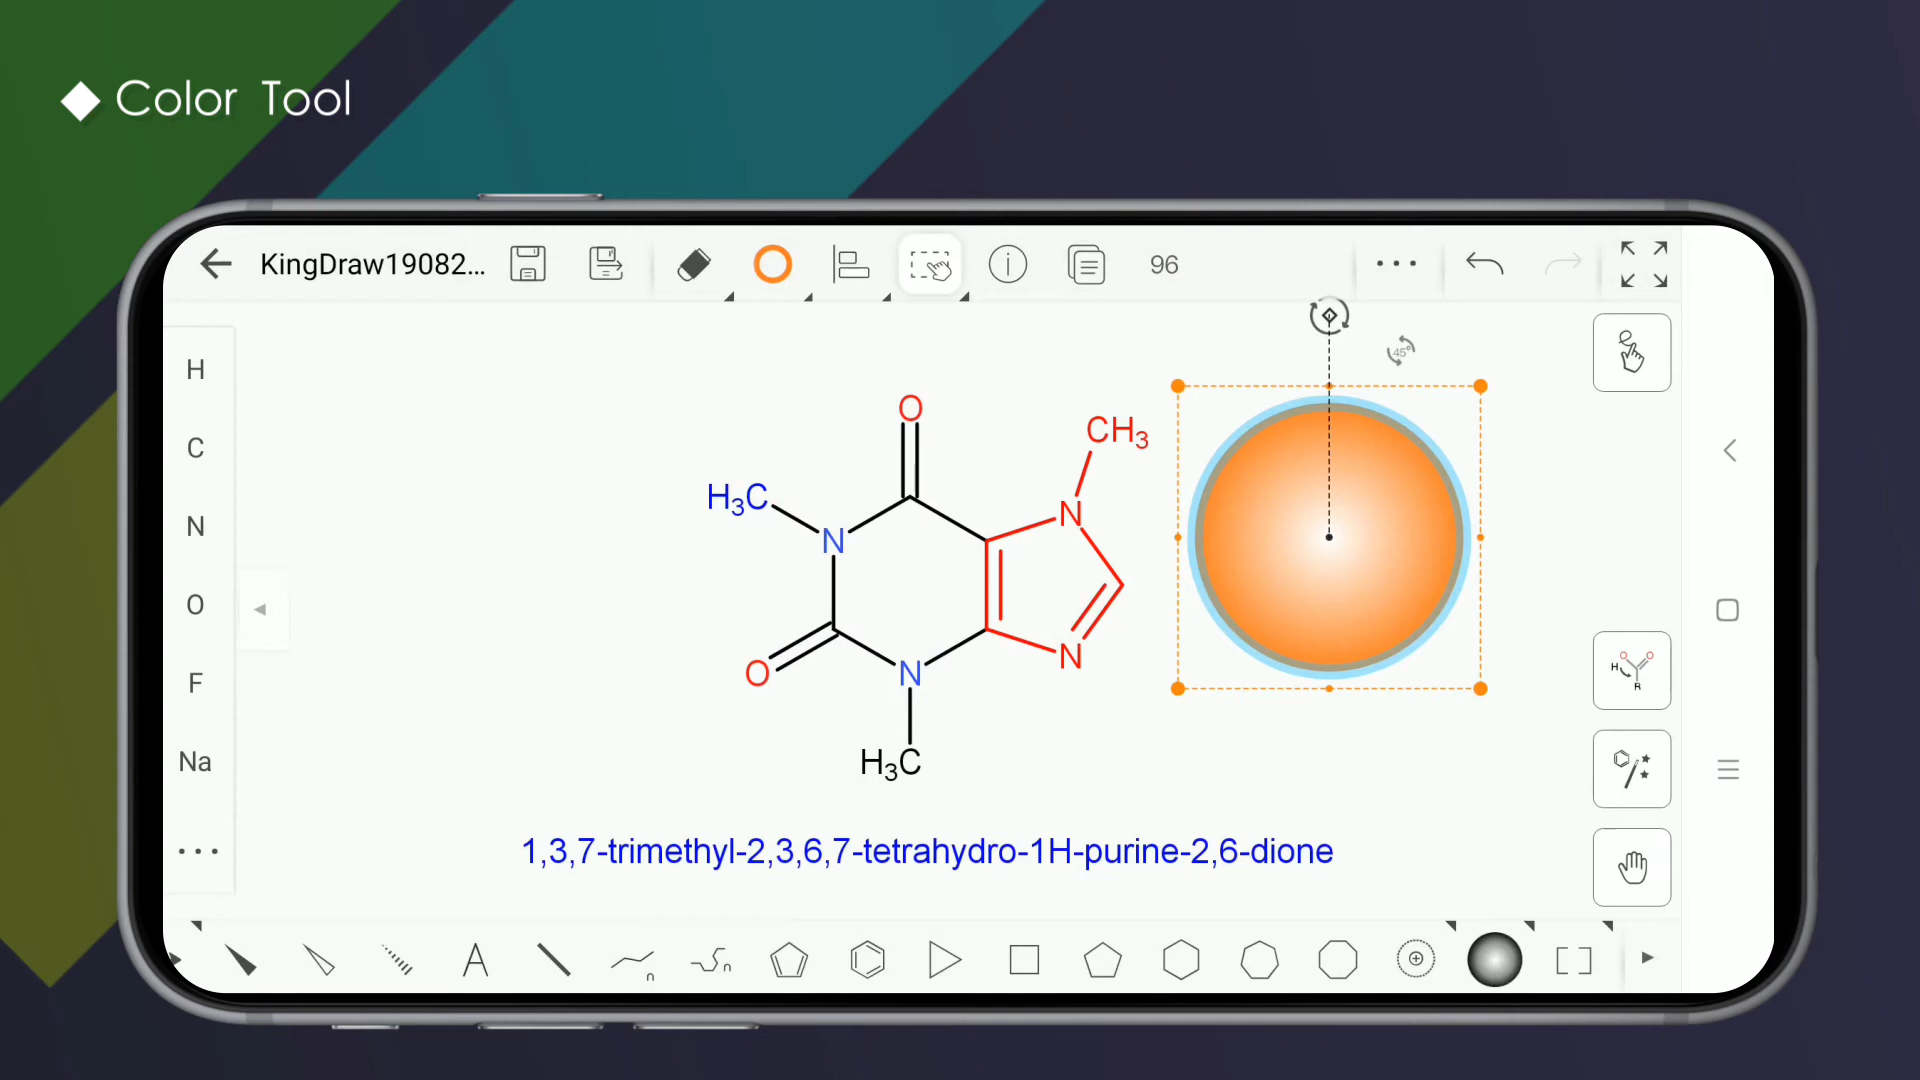 Color Tool
KingDraw19082...
96
45°
H
C
N
O
F
Na
O
CH3
H3C
N
N
O
N
N
H3C
1,3,7-trimethyl-2,3,6,7-tetrahydro-1H-purine-2,6-dione
O
O
H
R
A
n
n